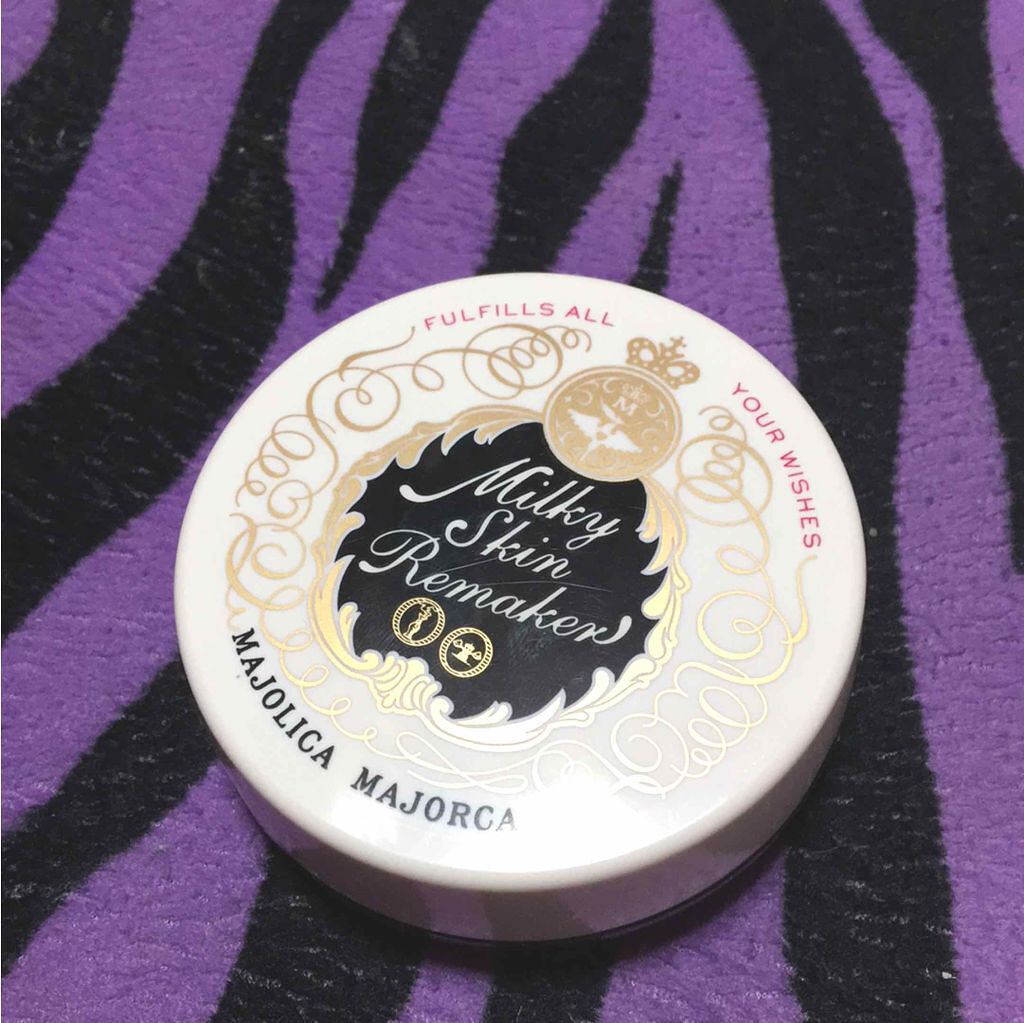 FULFILLS ALL
YOUR WISHES
M
Milky
Skin
Remaker
MAJOLICA MAJORCA